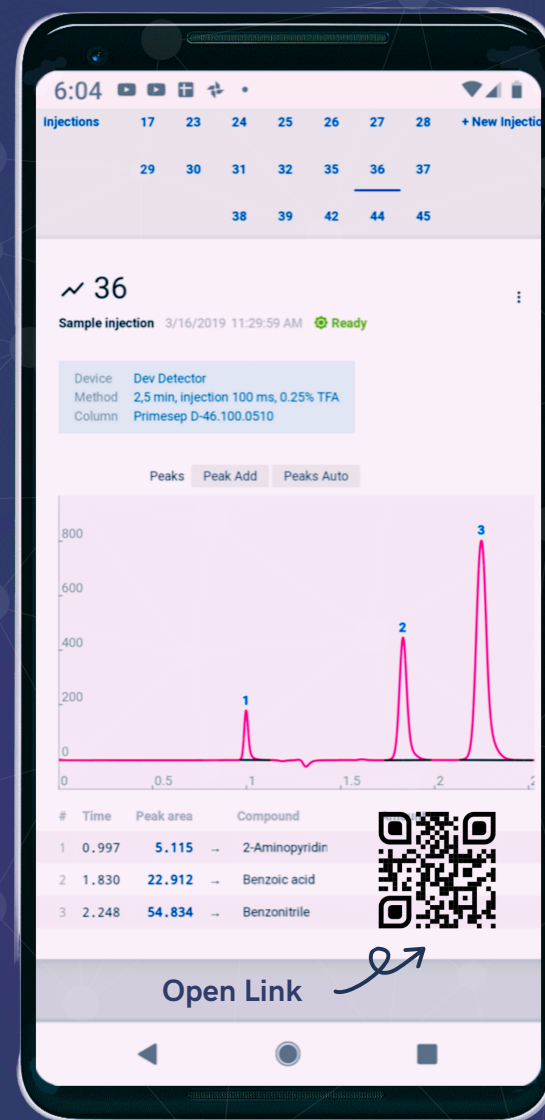 6:04
Injections 17 23 24 25 26 27 28 + New Injectio
29 30 31 32 35 36 37
38 39 42 44 45
36
Sample injection 3/16/2019 11:29:59 AM Ready
Device Dev Detector
Method 2,5 min, injection 100 ms, 0.25% TFA
Column Primesep D-46.100.0510
Peaks Peak Add Peaks Auto
800
3
600
2
400
200
1
0
0 0.5 1 1.5 2
# Time Peak area Compound
1 0.997 5.115 → 2-Aminopyridin
2 1.830 22.912 → Benzoic acid
3 2.248 54.834 → Benzonitrile
Open Link